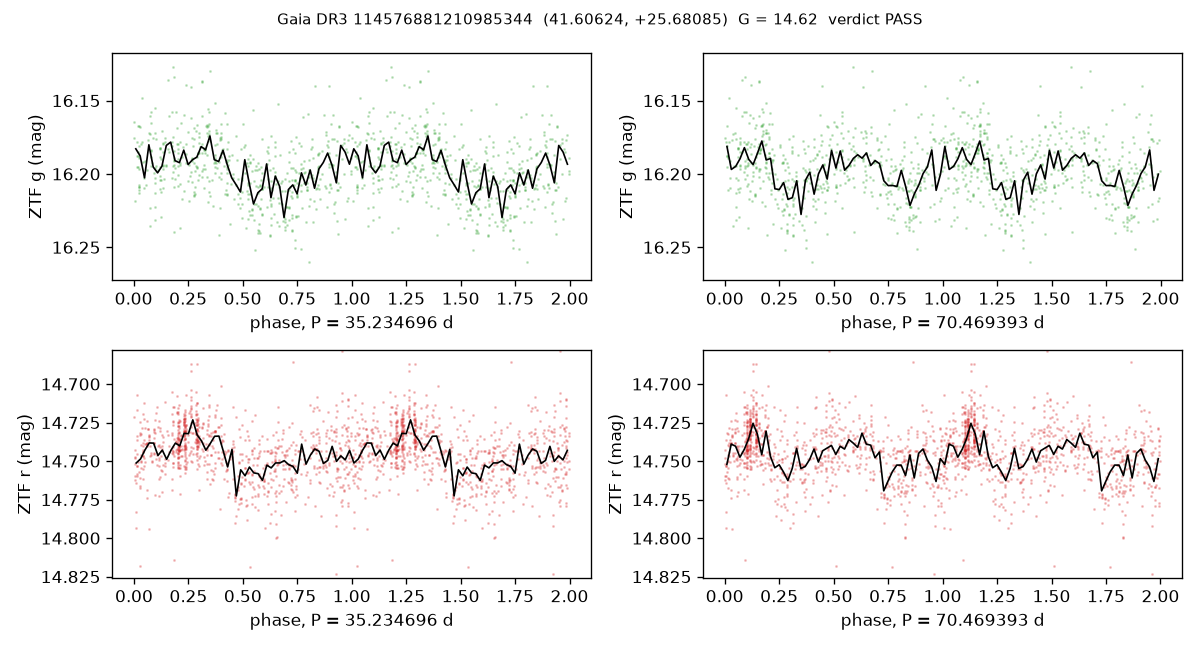 Gaia DR3 114576881210985344 (41.60624, +25.68085) G = 14.62 verdict PASS
ZTF g (mag)
16.15
16.20
16.25
0.00 0.25 0.50 0.75 1.00 1.25 1.50 1.75 2.00
phase, P = 35.234696 d
ZTF g (mag)
16.15
16.20
16.25
0.00 0.25 0.50 0.75 1.00 1.25 1.50 1.75 2.00
phase, P = 70.469393 d
ZTF r (mag)
14.700
14.725
14.750
14.775
14.800
14.825
0.00 0.25 0.50 0.75 1.00 1.25 1.50 1.75 2.00
phase, P = 35.234696 d
ZTF r (mag)
14.700
14.725
14.750
14.775
14.800
14.825
0.00 0.25 0.50 0.75 1.00 1.25 1.50 1.75 2.00
phase, P = 70.469393 d